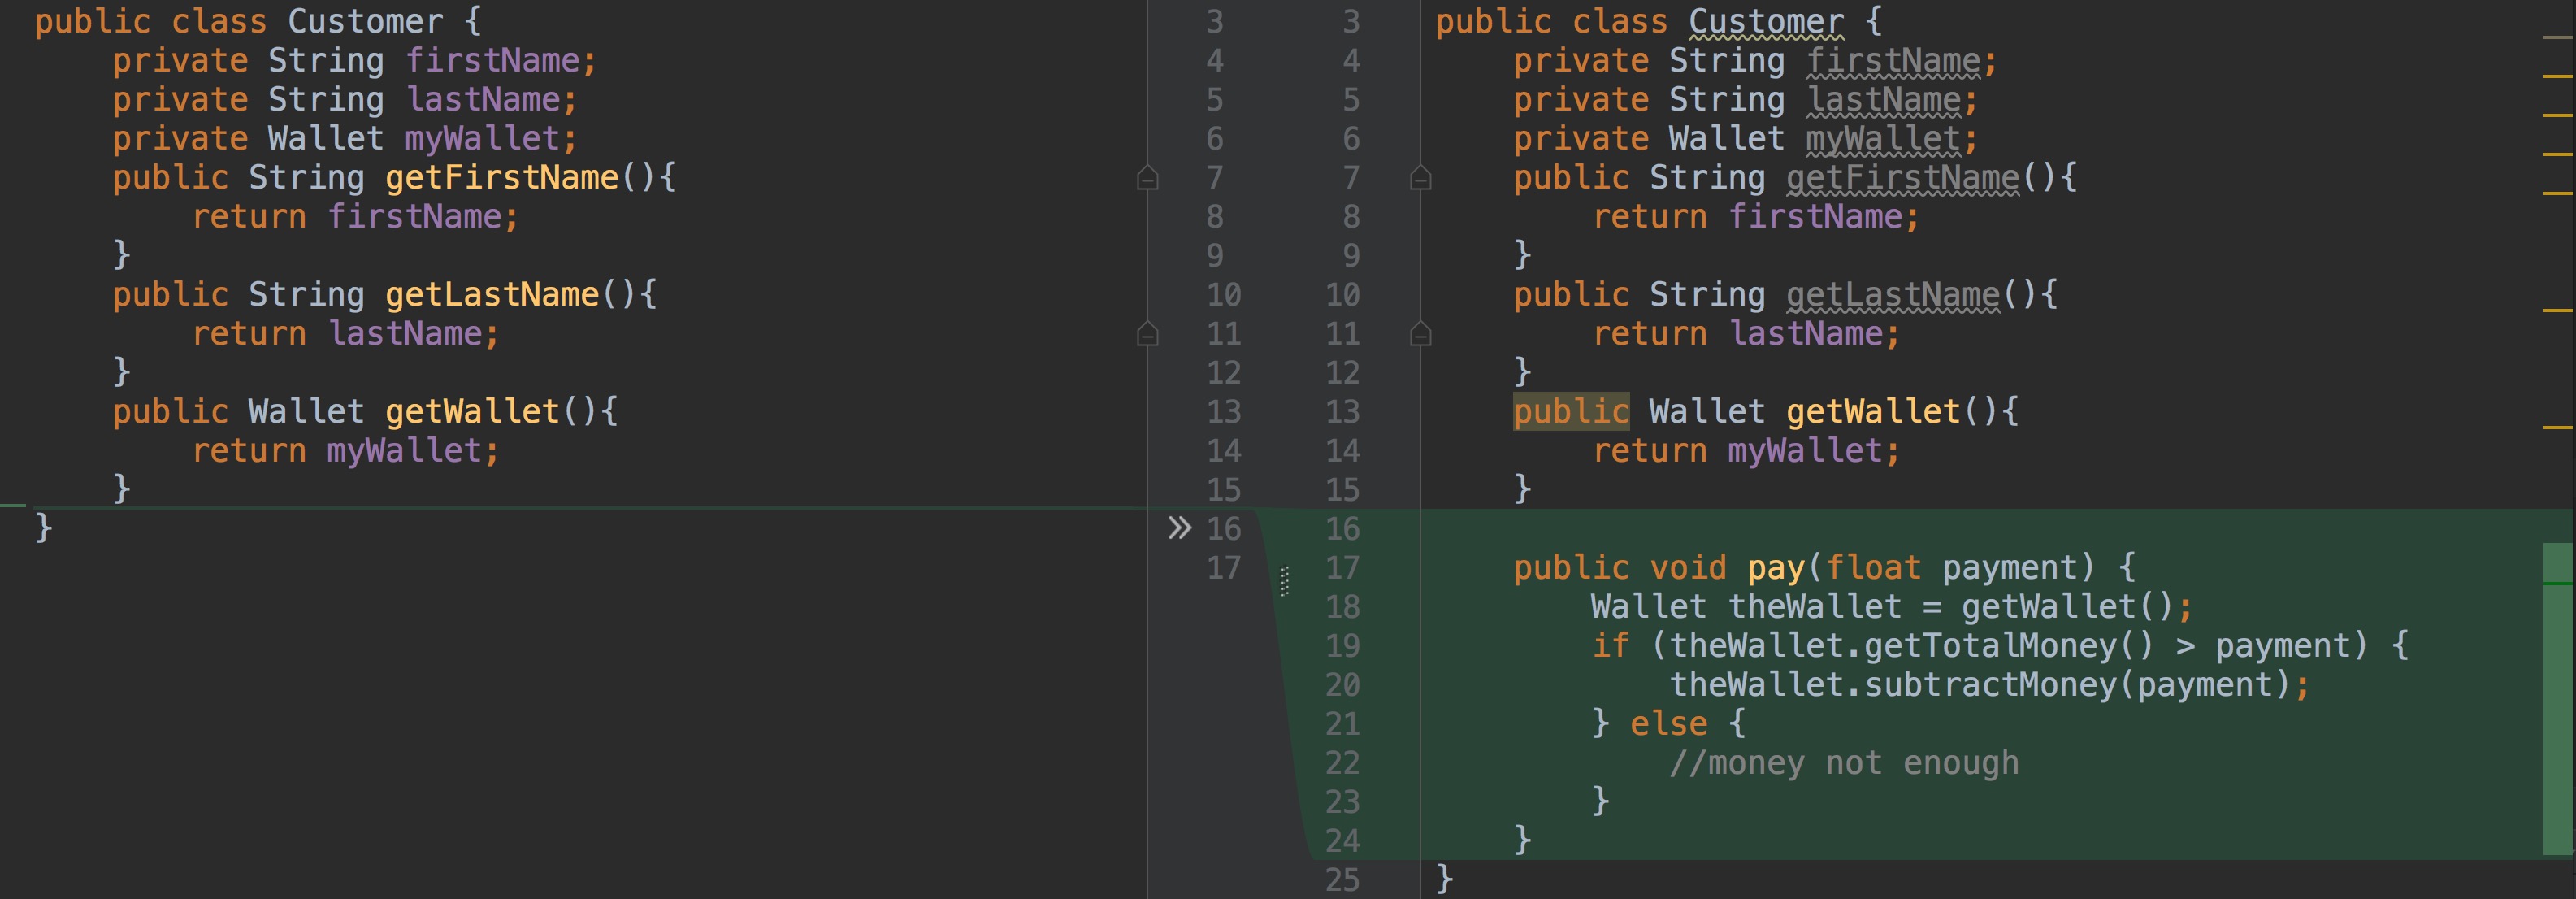 public class Customer {
    private String firstName;
    private String lastName;
    private Wallet myWallet;
    public String getFirstName(){
        return firstName;
    }
    public String getLastName(){
        return lastName;
    }
    public Wallet getWallet(){
        return myWallet;
    }
}
3
4
5
6
7
8
9
10
11
12
13
14
15
16
17
3 public class Customer {
4     private String firstName;
5     private String lastName;
6     private Wallet myWallet;
7     public String getFirstName(){
8         return firstName;
9     }
10     public String getLastName(){
11         return lastName;
12     }
13     public Wallet getWallet(){
14         return myWallet;
15     }
16
17     public void pay(float payment) {
18         Wallet theWallet = getWallet();
19         if (theWallet.getTotalMoney() > payment) {
20             theWallet.subtractMoney(payment);
21         } else {
22             //money not enough
23         }
24     }
25 }